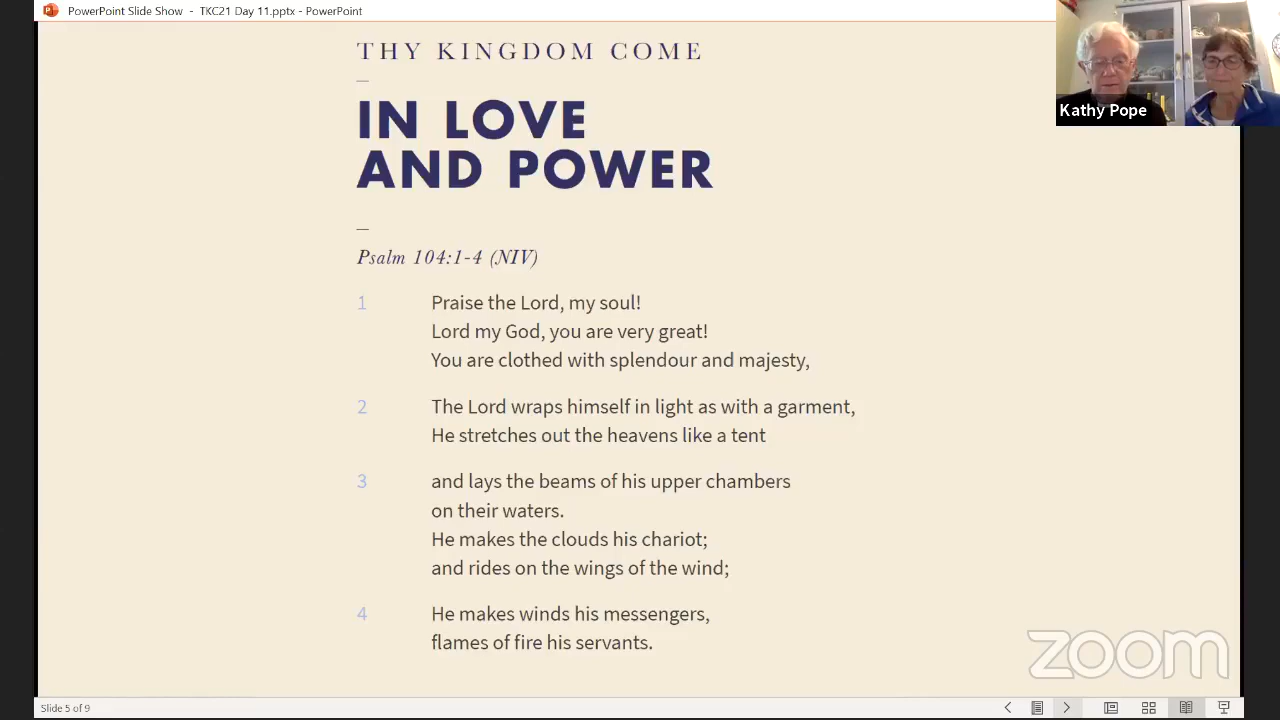 PowerPoint Slide Show - TKC21 Day 11.pptx - PowerPoint
Kathy Pope
THY KINGDOM COME
IN LOVE
AND POWER
Psalm 104:1-4 (NIV)
1 Praise the Lord, my soul!
Lord my God, you are very great!
You are clothed with splendour and majesty,
2 The Lord wraps himself in light as with a garment,
He stretches out the heavens like a tent
3 and lays the beams of his upper chambers
on their waters.
He makes the clouds his chariot;
and rides on the wings of the wind;
4 He makes winds his messengers,
flames of fire his servants.
zoom
Slide 5 of 9